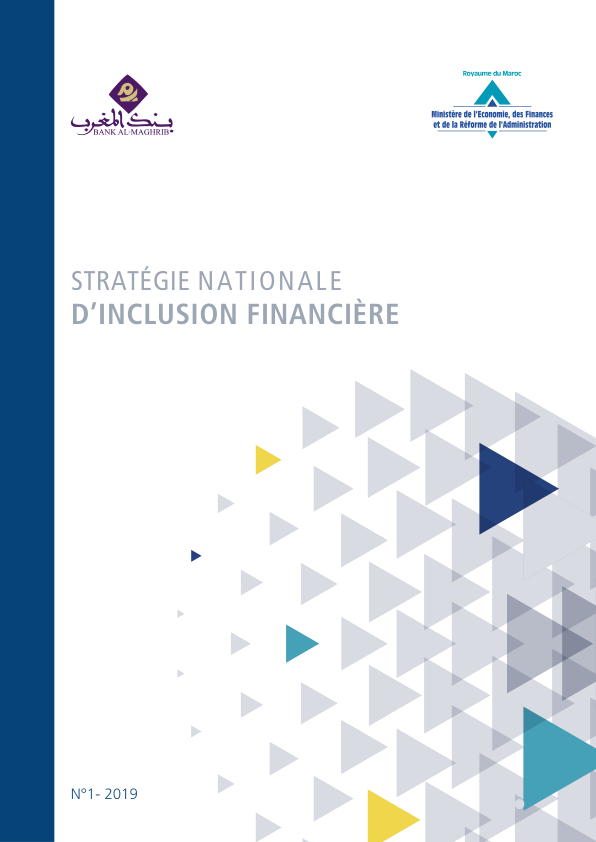 بنك المغرب
BANK AL-MAGHRIB
Royaume du Maroc
Ministère de l'Economie, des Finances
et de la Réforme de l'Administration
STRATÉGIE NATIONALE
D’INCLUSION FINANCIÈRE
N°1- 2019